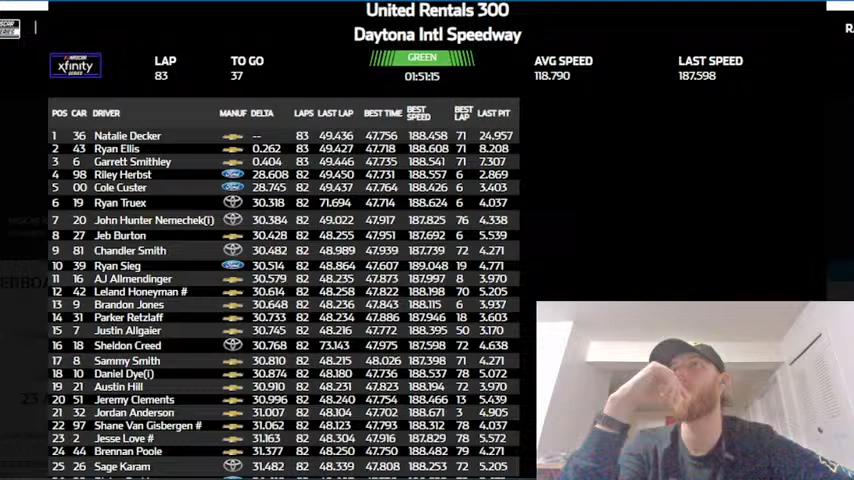 United Rentals 300
Daytona Intl Speedway
xfinity SERIES
LAP TO GO GREEN AVG SPEED LAST SPEED
83 37 01:51:15 118.790 187.598
POS CAR DRIVER MANUF DELTA LAPS LAST LAP BEST TIME BEST SPEED BEST LAP LAST PIT
1 36 Natalie Decker -- 83 49.436 47.756 188.458 71 24.957
2 43 Ryan Ellis 0.262 83 49.427 47.718 188.608 71 8.208
3 6 Garrett Smithley 0.404 83 49.446 47.735 188.541 71 7.307
4 98 Riley Herbst 28.608 82 49.450 47.731 188.557 6 2.869
5 00 Cole Custer 28.745 82 49.437 47.764 188.426 6 3.403
6 19 Ryan Truex 30.318 82 71.694 47.714 188.624 6 4.037
7 20 John Hunter Nemechek(i) 30.384 82 49.022 47.917 187.825 76 4.338
8 27 Jeb Burton 30.428 82 48.255 47.951 187.692 6 5.539
9 81 Chandler Smith 30.482 82 48.989 47.939 187.739 72 4.271
10 39 Ryan Sieg 30.514 82 48.864 47.607 189.048 19 4.771
11 16 AJ Allmendinger 30.579 82 48.235 47.873 187.997 8 3.970
12 42 Leland Honeyman # 30.614 82 48.258 47.822 188.198 70 5.205
13 9 Brandon Jones 30.648 82 48.236 47.843 188.115 6 3.937
14 31 Parker Retzlaff 30.733 82 48.234 47.886 187.946 18 3.603
15 7 Justin Allgaier 30.745 82 48.216 47.772 188.395 50 3.170
16 18 Sheldon Creed 30.768 82 73.143 47.975 187.598 72 4.638
17 8 Sammy Smith 30.810 82 48.215 48.026 187.398 71 4.271
18 10 Daniel Dye(i) 30.874 82 48.180 47.736 188.537 78 5.072
19 21 Austin Hill 30.910 82 48.231 47.823 188.194 72 3.970
20 51 Jeremy Clements 30.996 82 48.240 47.754 188.466 13 5.439
21 32 Jordan Anderson 31.007 82 48.104 47.702 188.671 3 4.905
22 97 Shane Van Gisbergen # 31.062 82 48.123 47.793 188.312 78 4.037
23 2 Jesse Love # 31.163 82 48.304 47.916 187.829 78 5.572
24 44 Brennan Poole 31.377 82 48.250 47.750 188.482 79 4.271
25 26 Sage Karam 31.482 82 48.339 47.808 188.253 72 5.205